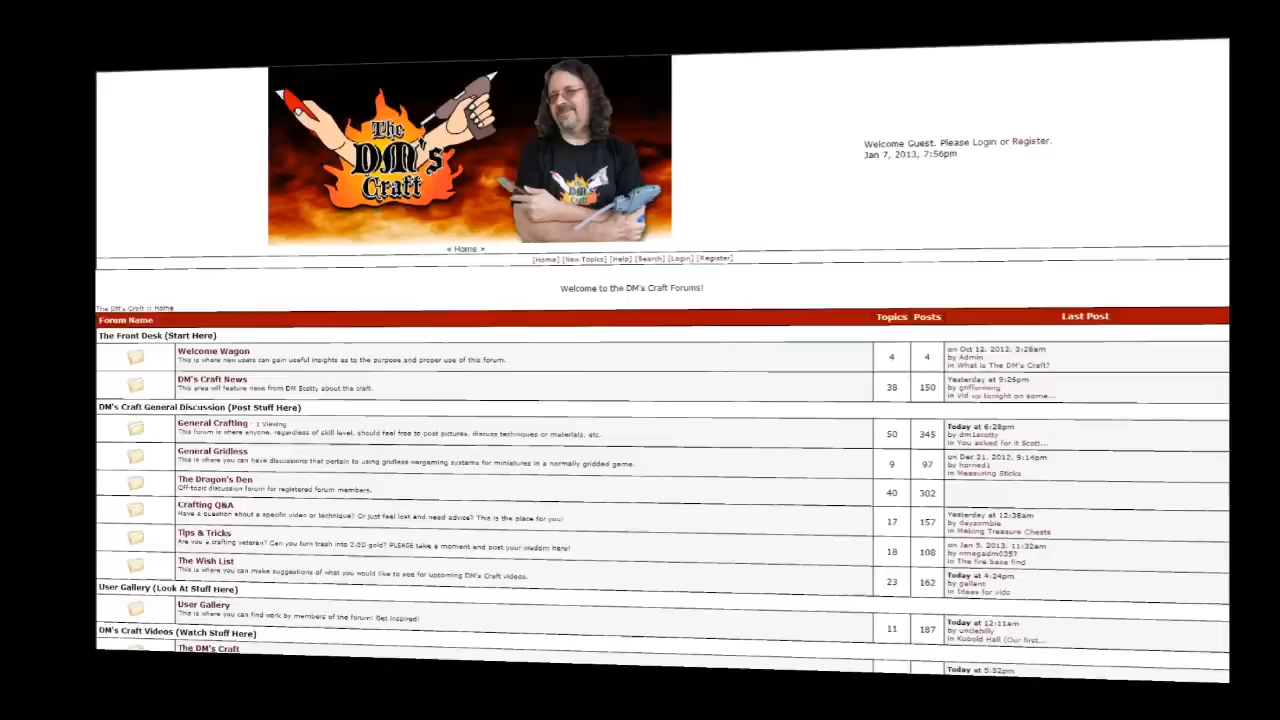 The
DM's
Craft
The
DM's
Craft
Welcome Guest. Please Login or Register.
Jan 7, 2013, 7:56pm
« Home »
[Home] [New Topics] [Help] [Search] [Login] [Register]
Welcome to the DM's Craft Forums!
The DM's Craft :: Home
Forum Name Topics Posts Last Post
The Front Desk (Start Here)
Welcome Wagon
This is where new users can gain useful insights as to the purpose and proper use of this forum.
4 4
on Oct 12, 2012, 3:28am
by Admin
in What is The DM's Craft?
DM's Craft News
This area will feature news from DM Scotty about the craft.
38 150
Yesterday at 9:26pm
by
in Vid up tonight on some...
DM's Craft General Discussion (Post Stuff Here)
General Crafting - 1 Viewing
This forum is where anyone, regardless of skill level, should feel free to post pictures, discuss techniques or materials, etc.
50 345
Today at 6:28pm
by dmscotty
in You asked for it Scott...
General Gridless
This is where you can have discussions that pertain to using gridless wargaming systems for miniatures in a normally gridded game.
9 97
on Dec 21, 2012, 9:14pm
by horned1
in Measuring Sticks
The Dragon's Den
Off-topic discussion forum for registered forum members.
40 302
Crafting Q&A
Have a question about a specific video or technique? Or just feel lost and need advice? This is the place for you!
17 157
Yesterday at 12:38am
by dayzombie
in Making Treasure Chests
Tips & Tricks
Are you a crafting veteran? Can you turn trash into 2.50 gold? PLEASE take a moment and post your wisdom here!
18 108
on Jan 5, 2013, 11:32am
by omegadm0357
in The fire base find
The Wish List
This is where you can make suggestions of what you would like to see for upcoming DM's Craft videos.
23 162
Today at 4:24pm
by gallent
in Ideas for vids
User Gallery (Look At Stuff Here)
User Gallery
This is where you can find work by members of the forum! Get inspired!
11 187
Today at 12:11am
by unclebilly
in Kobold Hall (Our first...
DM's Craft Videos (Watch Stuff Here)
The DM's Craft
Today at 5:52pm